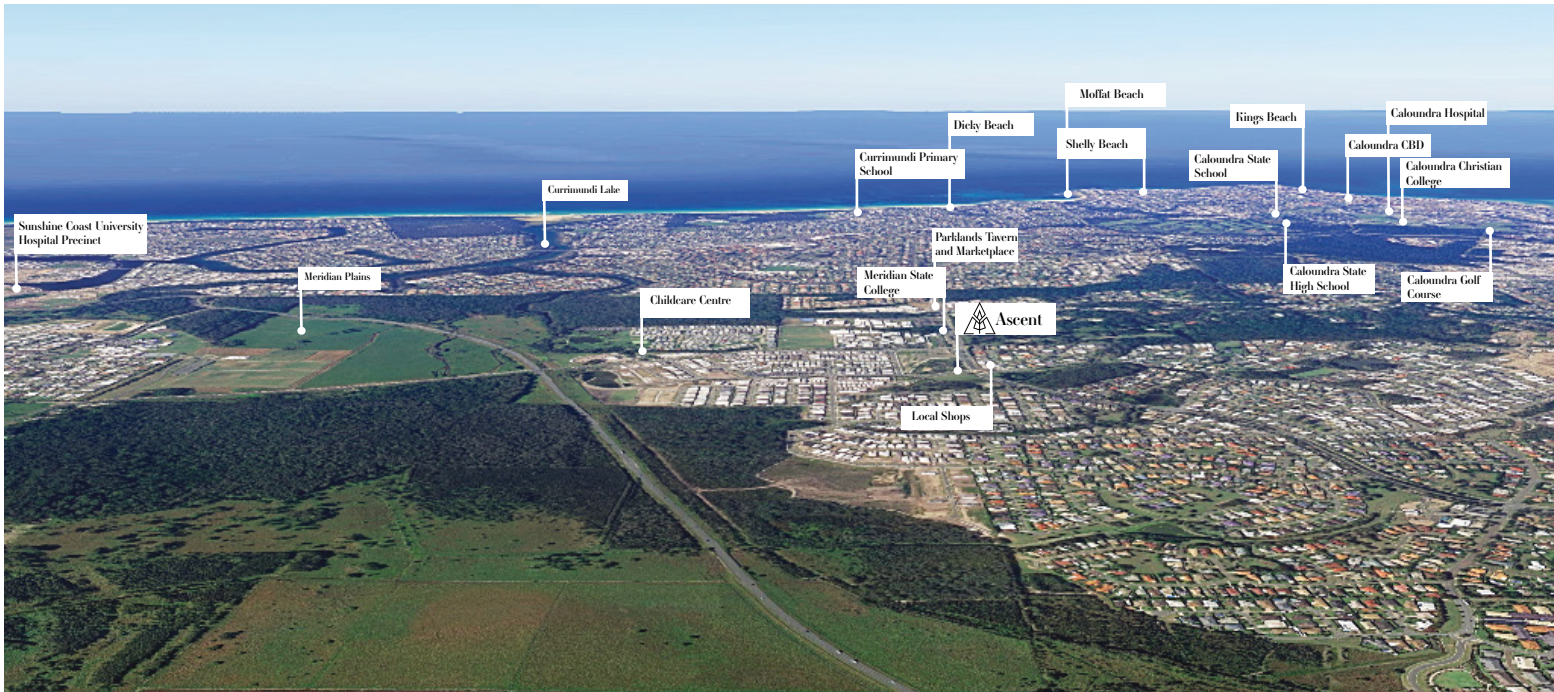 Moffat Beach
Kings Beach
Caloundra Hospital
Dicky Beach
Shelly Beach
Caloundra CBD
Currimundi Primary
School
Caloundra State
School
Caloundra Christian
College
Currimundi Lake
Sunshine Coast University
Hospital Precinct
Parklands Tavern
and Marketplace
Meridian Plains
Meridian State
College
Caloundra State
High School
Caloundra Golf
Course
Childcare Centre
Ascent
Local Shops